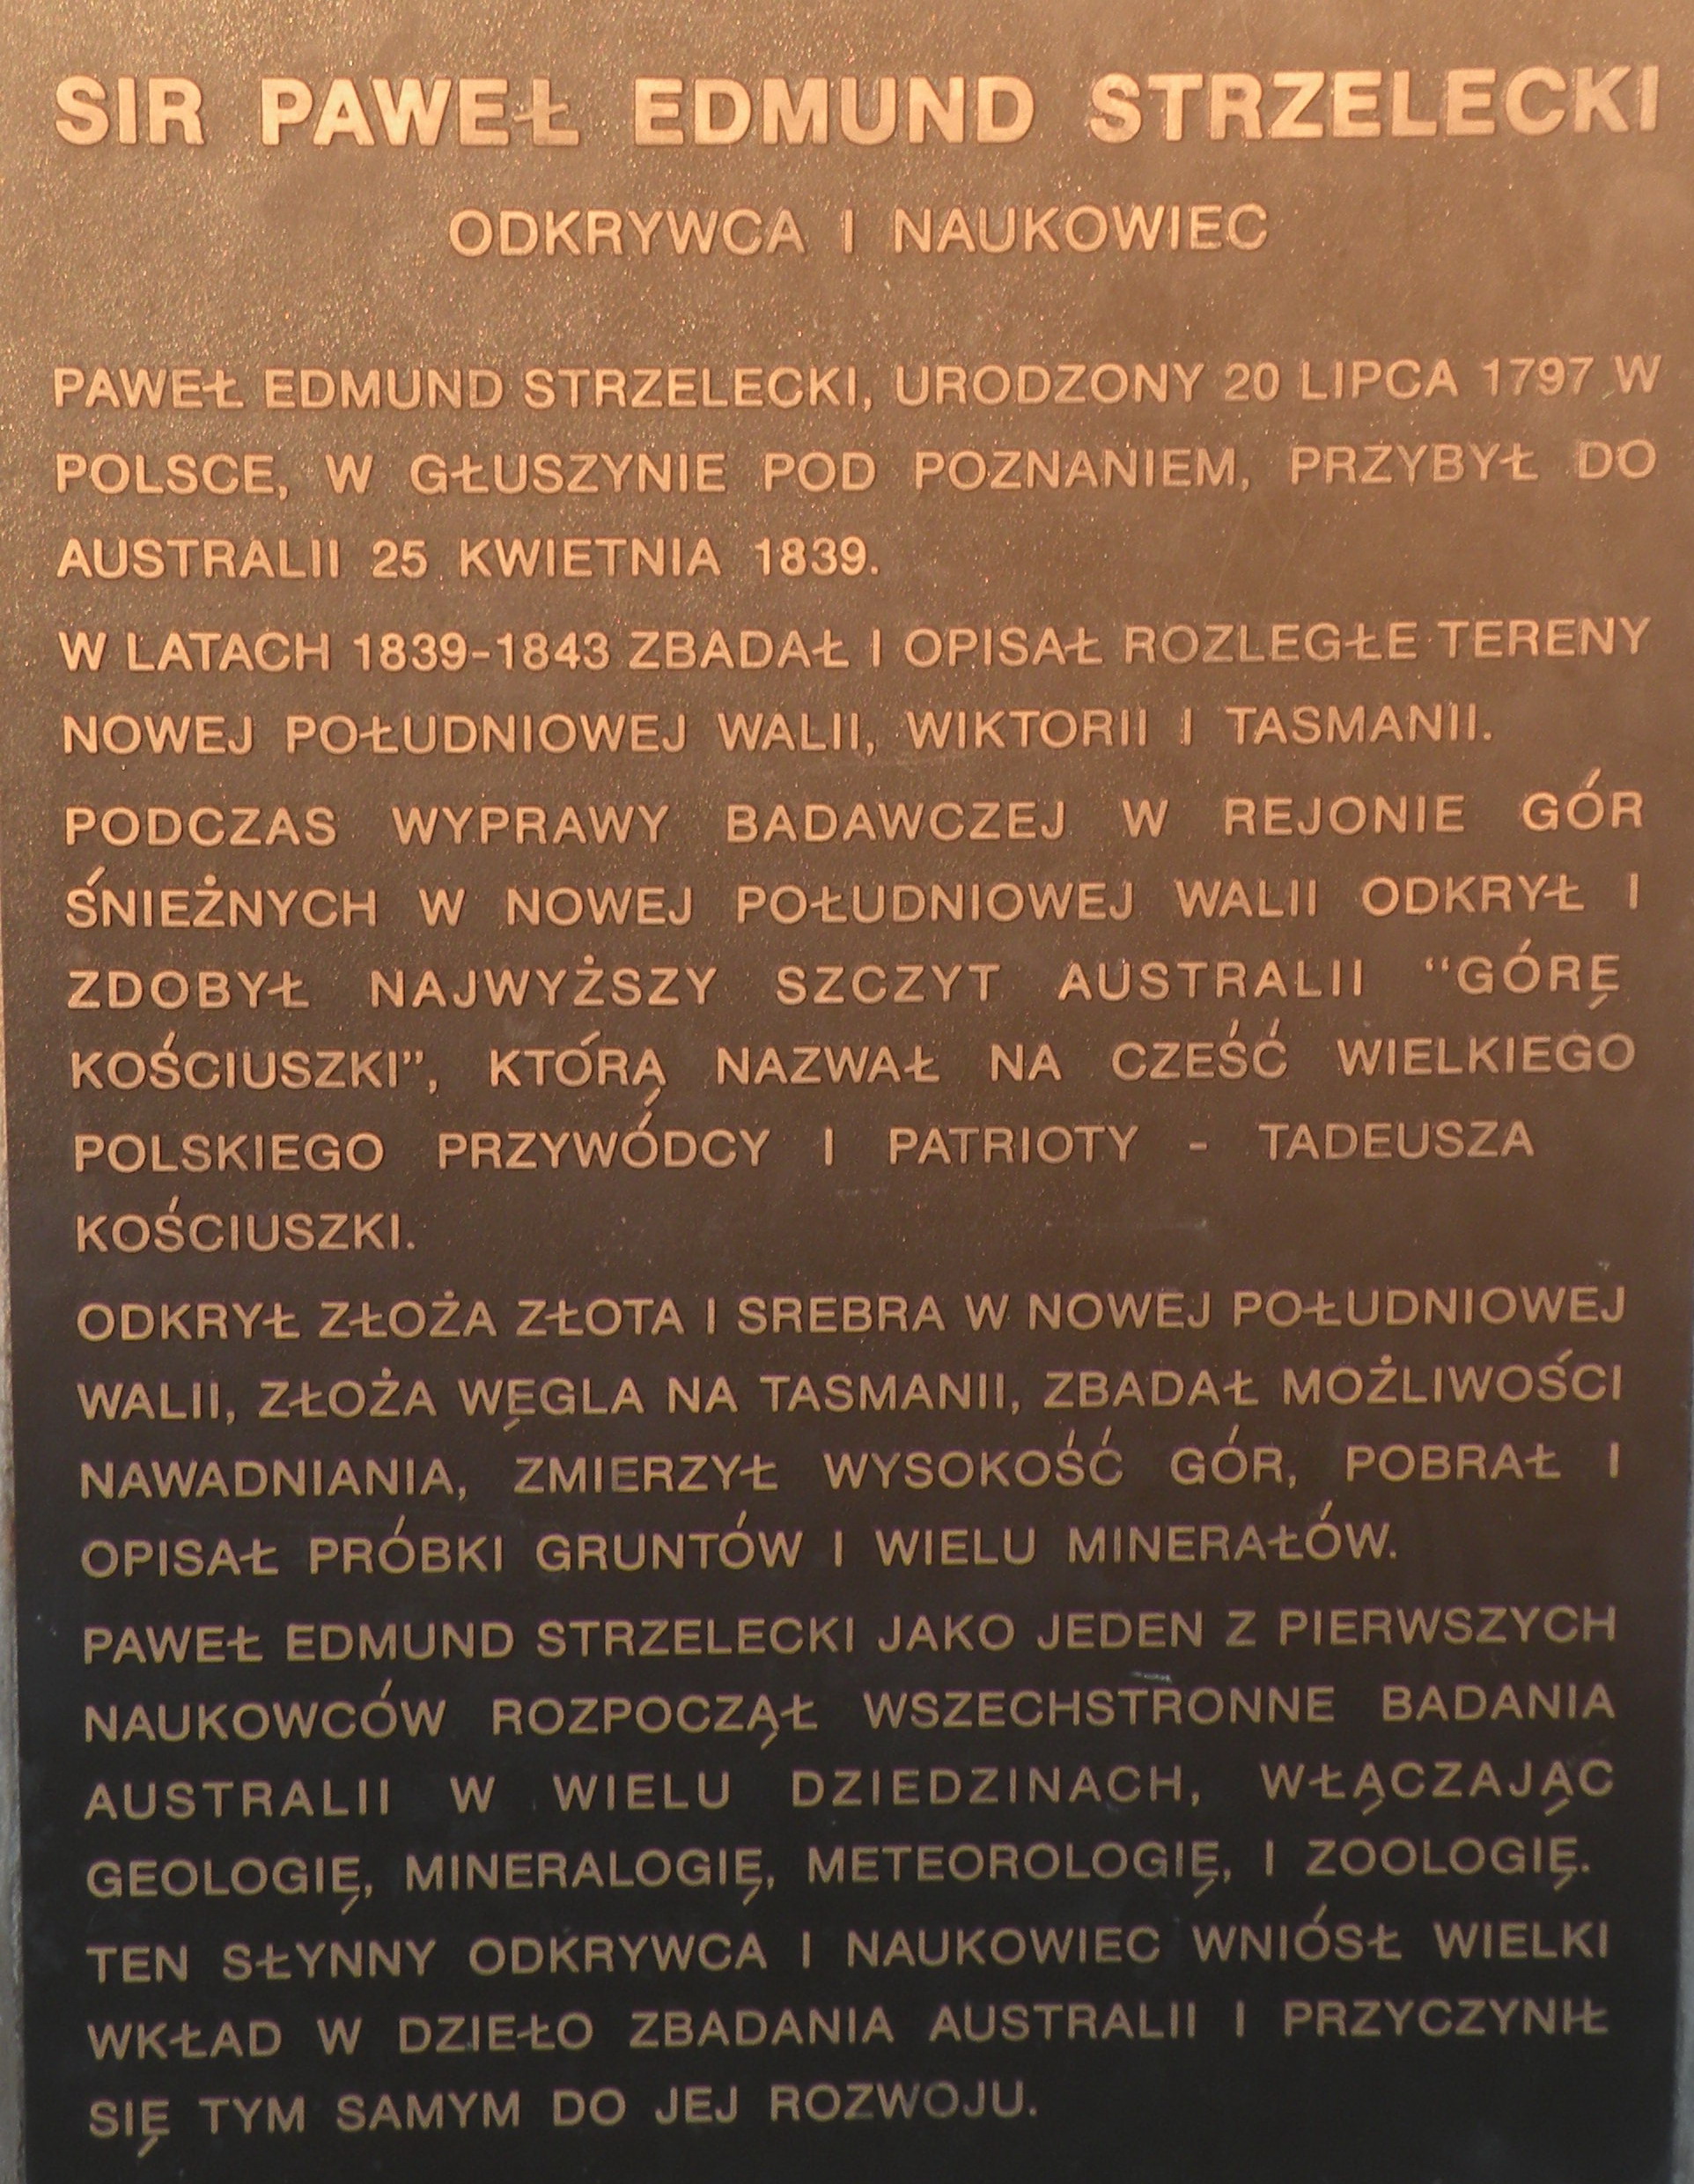 SIR PAWEŁ EDMUND STRZELECKI
ODKRYWCA I NAUKOWIEC
PAWEŁ EDMUND STRZELECKI, URODZONY 20 LIPCA 1797 W
POLSCE, W GŁUSZYNIE POD POZNANIEM, PRZYBYŁ DO
AUSTRALII 25 KWIETNIA 1839.
W LATACH 1839-1843 ZBADAŁ I OPISAŁ ROZLEGŁE TERENY
NOWEJ POŁUDNIOWEJ WALII, WIKTORII I TASMANII.
PODCZAS WYPRAWY BADAWCZEJ W REJONIE GÓR
ŚNIEŻNYCH W NOWEJ POŁUDNIOWEJ WALII ODKRYŁ I
ZDOBYŁ NAJWYŻSZY SZCZYT AUSTRALII “GÓRĘ
KOŚCIUSZKI”, KTÓRĄ NAZWAŁ NA CZEŚĆ WIELKIEGO
POLSKIEGO PRZYWÓDCY I PATRIOTY - TADEUSZA
KOŚCIUSZKI.
ODKRYŁ ZŁOŻA ZŁOTA I SREBRA W NOWEJ POŁUDNIOWEJ
WALII, ZŁOŻA WĘGLA NA TASMANII, ZBADAŁ MOŻLIWOŚCI
NAWADNIANIA, ZMIERZYŁ WYSOKOŚĆ GÓR, POBRAŁ I
OPISAŁ PRÓBKI GRUNTÓW I WIELU MINERAŁÓW.
PAWEŁ EDMUND STRZELECKI JAKO JEDEN Z PIERWSZYCH
NAUKOWCÓW ROZPOCZĄŁ WSZECHSTRONNE BADANIA
AUSTRALII W WIELU DZIEDZINACH, WŁĄCZAJĄC
GEOLOGIĘ, MINERALOGIĘ, METEOROLOGIĘ, I ZOOLOGIĘ.
TEN SŁYNNY ODKRYWCA I NAUKOWIEC WNIÓSŁ WIELKI
WKŁAD W DZIEŁO ZBADANIA AUSTRALII I PRZYCZYNIŁ
SIĘ TYM SAMYM DO JEJ ROZWOJU.